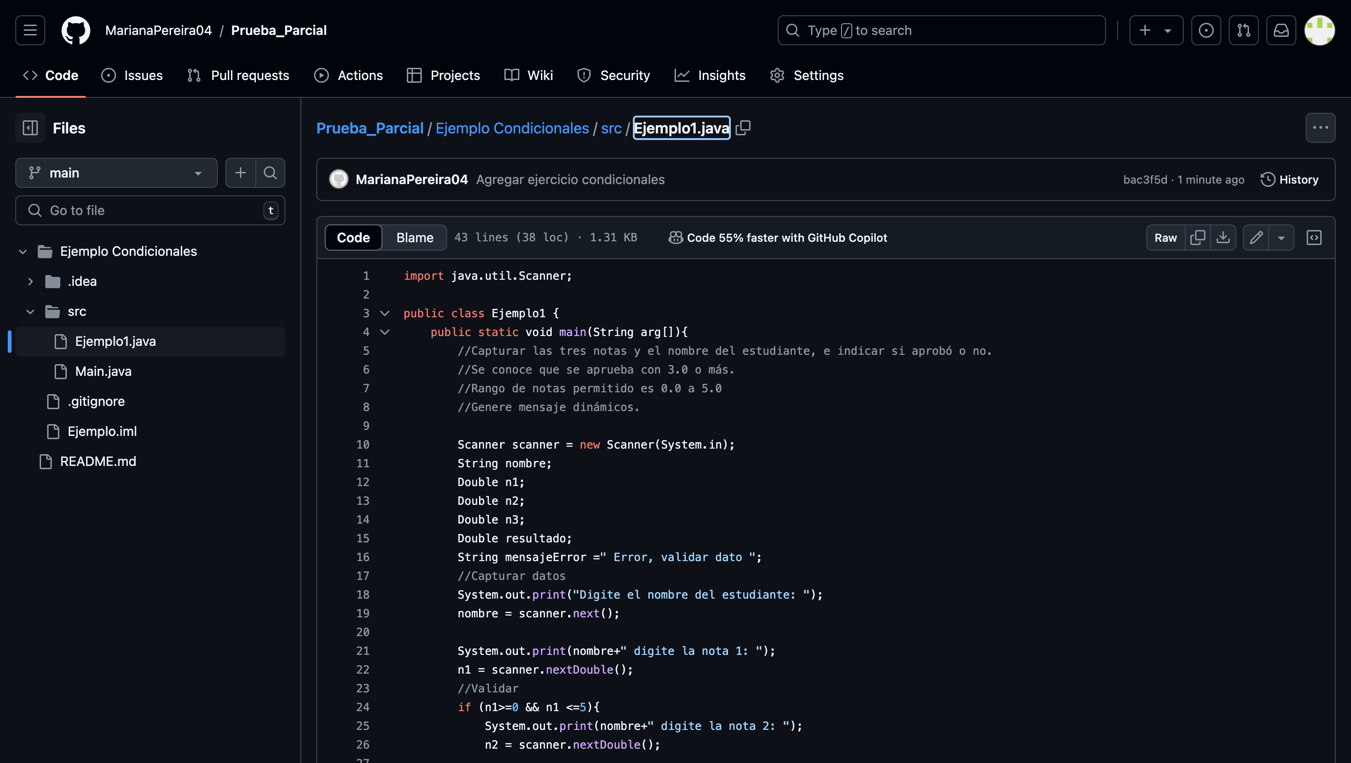 MarianaPereira04 / Prueba_Parcial
Type / to search
Code Issues Pull requests Actions Projects Wiki Security Insights Settings
Files
main
Go to file t
Ejemplo Condicionales
.idea
src
Ejemplo1.java
Main.java
.gitignore
Ejemplo.iml
README.md
Prueba_Parcial / Ejemplo Condicionales / src / Ejemplo1.java
MarianaPereira04 Agregar ejercicio condicionales bac3f5d · 1 minute ago History
Code Blame 43 lines (38 loc) · 1.31 KB Code 55% faster with GitHub Copilot Raw
1 import java.util.Scanner;
2
3 public class Ejemplo1 {
4 public static void main(String arg[]){
5 //Capturar las tres notas y el nombre del estudiante, e indicar si aprobó o no.
6 //Se conoce que se aprueba con 3.0 o más.
7 //Rango de notas permitido es 0.0 a 5.0
8 //Genere mensaje dinámicos.
9
10 Scanner scanner = new Scanner(System.in);
11 String nombre;
12 Double n1;
13 Double n2;
14 Double n3;
15 Double resultado;
16 String mensajeError =" Error, validar dato ";
17 //Capturar datos
18 System.out.print("Digite el nombre del estudiante: ");
19 nombre = scanner.next();
20
21 System.out.print(nombre+" digite la nota 1: ");
22 n1 = scanner.nextDouble();
23 //Validar
24 if (n1>=0 && n1 <=5){
25 System.out.print(nombre+" digite la nota 2: ");
26 n2 = scanner.nextDouble();